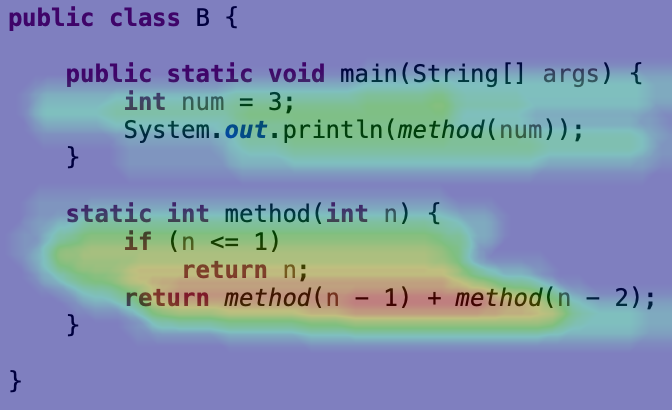 public class B {
public static void main(String[] args) {
int num = 3;
System.out.println(method(num));
}
static int method(int n) {
if (n <= 1)
return n;
return method(n - 1) + method(n - 2);
}
}